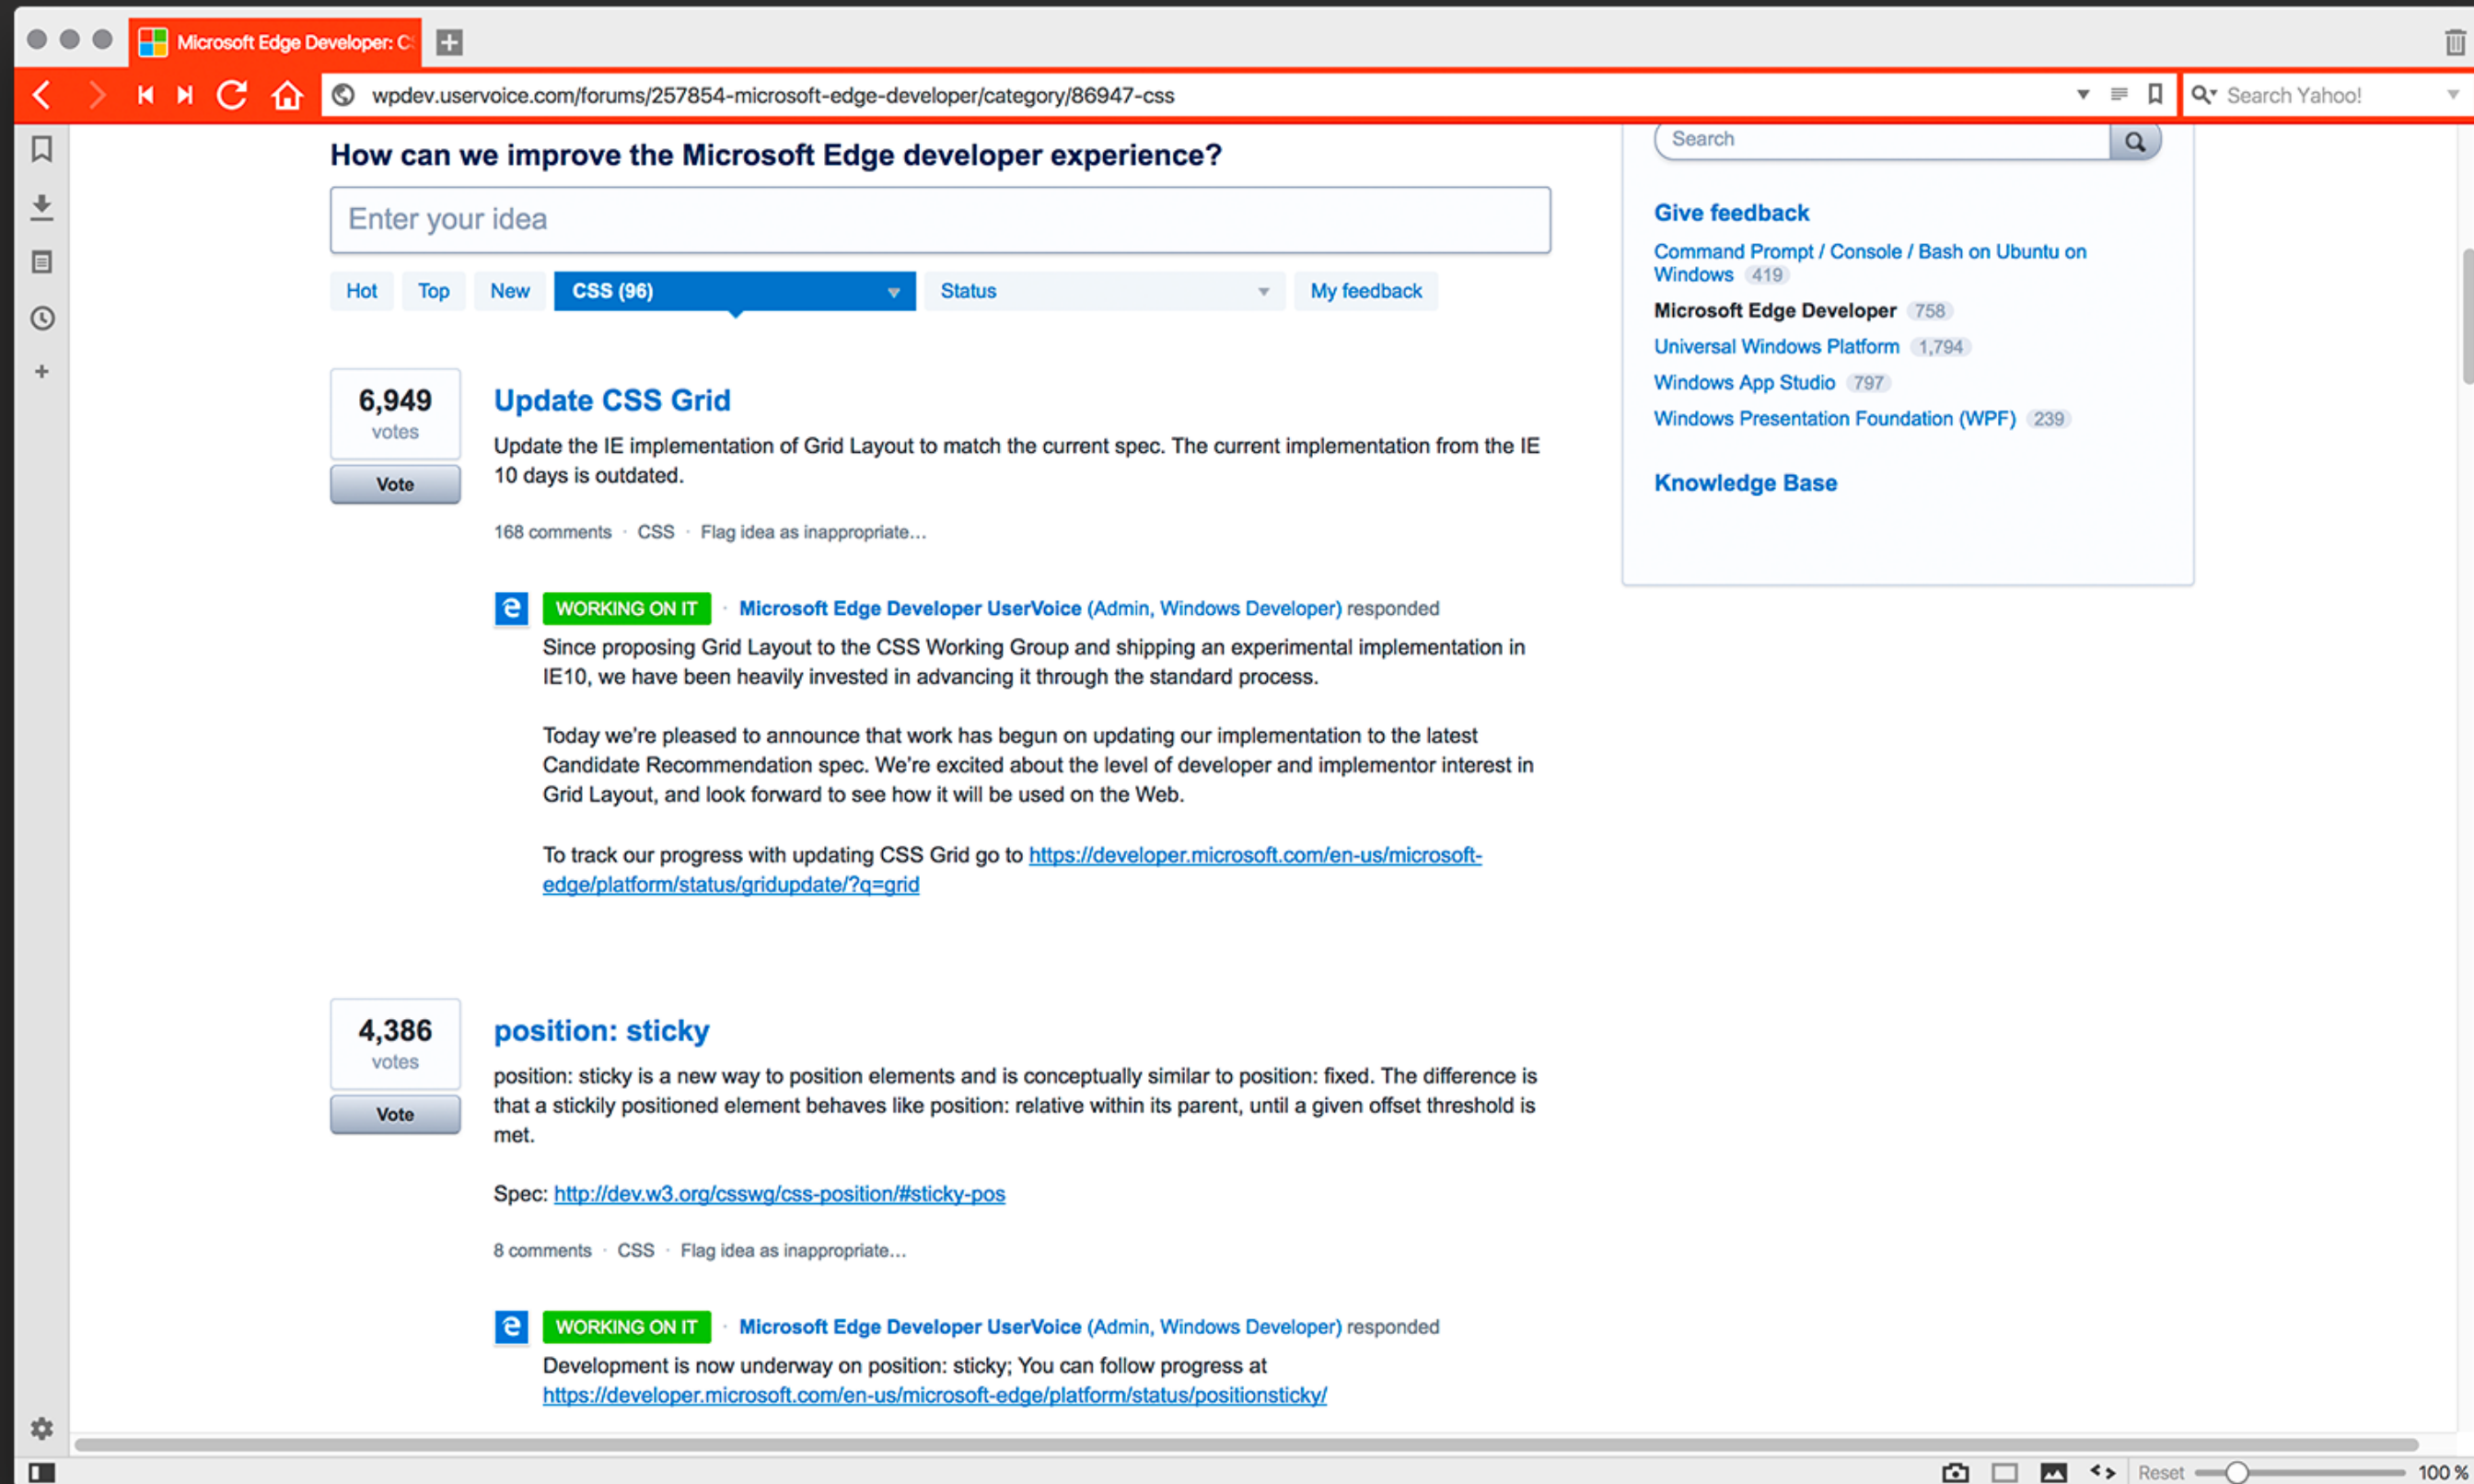 Microsoft Edge Developer: C
wpdev.uservoice.com/forums/257854-microsoft-edge-developer/category/86947-css
Search Yahoo!
How can we improve the Microsoft Edge developer experience?
Enter your idea
Hot Top New CSS (96) Status My feedback
6,949
votes
Vote
Update CSS Grid
Update the IE implementation of Grid Layout to match the current spec. The current implementation from the IE
10 days is outdated.
168 comments · CSS · Flag idea as inappropriate…
WORKING ON IT · Microsoft Edge Developer UserVoice (Admin, Windows Developer) responded
Since proposing Grid Layout to the CSS Working Group and shipping an experimental implementation in
IE10, we have been heavily invested in advancing it through the standard process.
Today we're pleased to announce that work has begun on updating our implementation to the latest
Candidate Recommendation spec. We're excited about the level of developer and implementor interest in
Grid Layout, and look forward to see how it will be used on the Web.
To track our progress with updating CSS Grid go to https://developer.microsoft.com/en-us/microsoft-
edge/platform/status/gridupdate/?q=grid
4,386
votes
Vote
position: sticky
position: sticky is a new way to position elements and is conceptually similar to position: fixed. The difference is
that a stickily positioned element behaves like position: relative within its parent, until a given offset threshold is
met.
Spec: http://dev.w3.org/csswg/css-position/#sticky-pos
8 comments · CSS · Flag idea as inappropriate…
WORKING ON IT · Microsoft Edge Developer UserVoice (Admin, Windows Developer) responded
Development is now underway on position: sticky; You can follow progress at
https://developer.microsoft.com/en-us/microsoft-edge/platform/status/positionsticky/
Search
Give feedback
Command Prompt / Console / Bash on Ubuntu on
Windows 419
Microsoft Edge Developer 758
Universal Windows Platform 1,794
Windows App Studio 797
Windows Presentation Foundation (WPF) 239
Knowledge Base
Reset 100 %